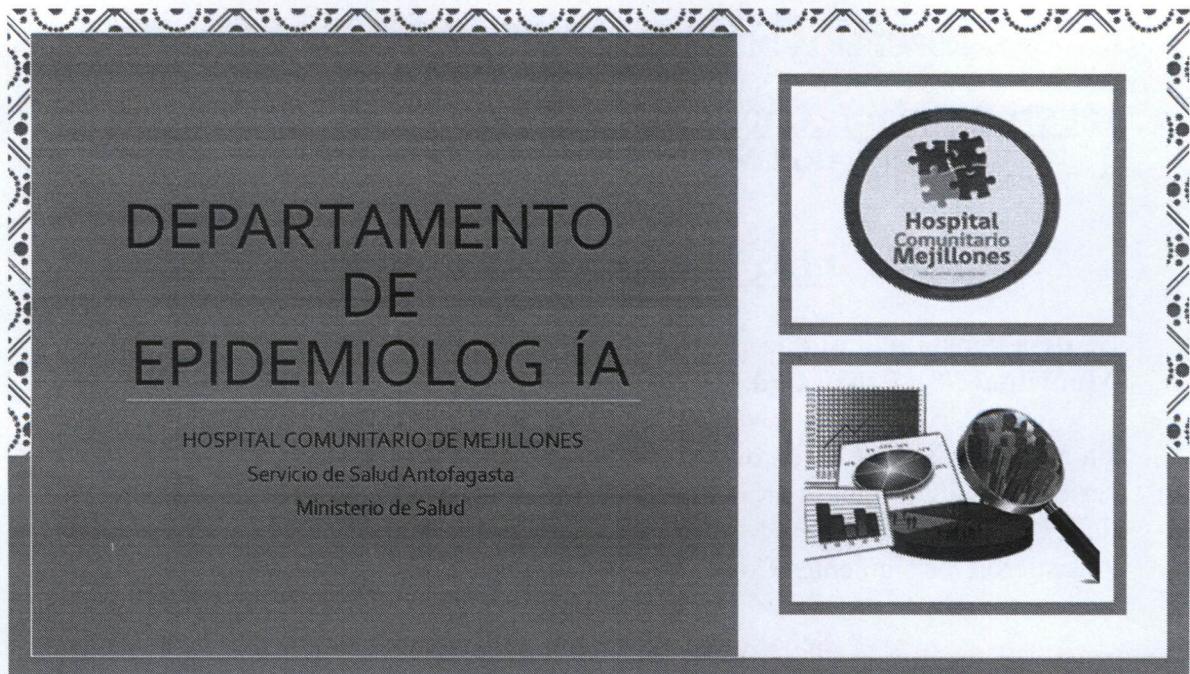 DEPARTAMENTO
DE
EPIDEMIOLOG ÍA
HOSPITAL COMUNITARIO DE MEJILLONES
Servicio de Salud Antofagasta
Ministerio de Salud
Hospital
Comunitario
Mejillones